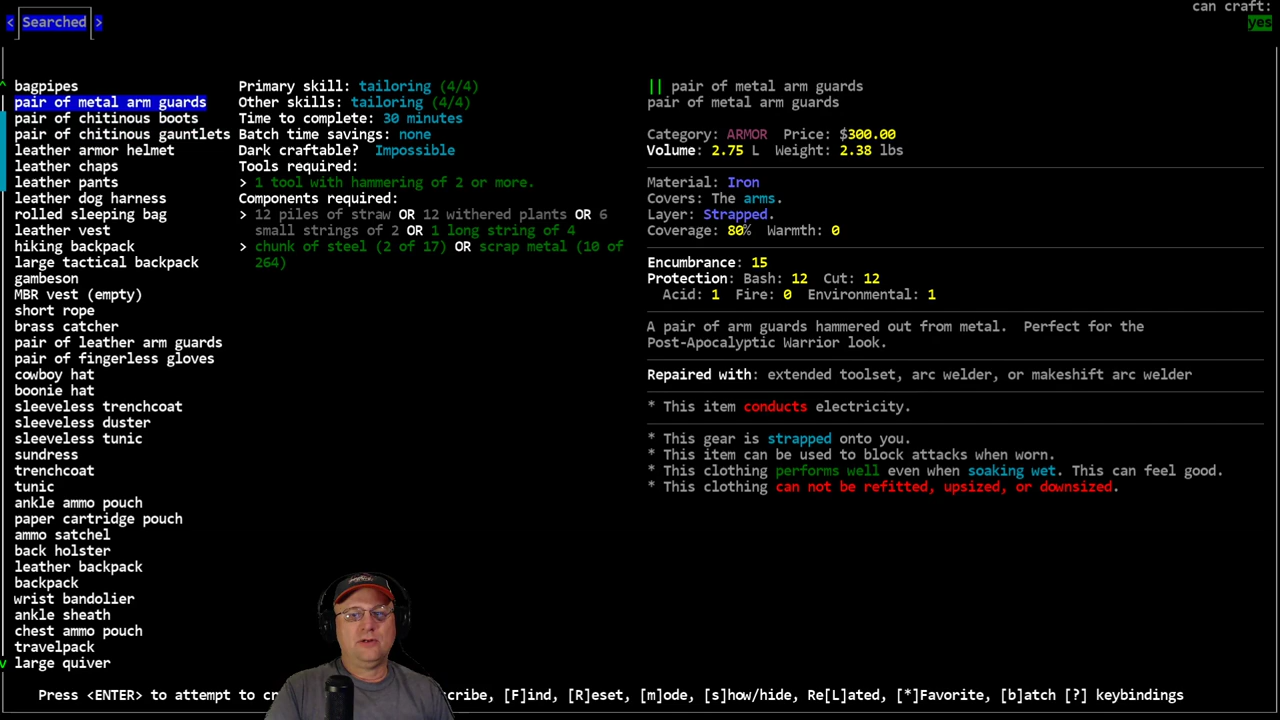 can craft:
< Searched >
yes
bagpipes
pair of metal arm guards
pair of chitinous boots
pair of chitinous gauntlets
leather armor helmet
leather chaps
leather pants
leather dog harness
rolled sleeping bag
leather vest
hiking backpack
large tactical backpack
gambeson
MBR vest (empty)
short rope
brass catcher
pair of leather arm guards
pair of fingerless gloves
cowboy hat
boonie hat
sleeveless trenchcoat
sleeveless duster
sleeveless tunic
sundress
trenchcoat
tunic
ankle ammo pouch
paper cartridge pouch
ammo satchel
back holster
leather backpack
backpack
wrist bandolier
ankle sheath
chest ammo pouch
travelpack
large quiver
Primary skill: tailoring (4/4)
Other skills: tailoring (4/4)
Time to complete: 30 minutes
Batch time savings: none
Dark craftable? Impossible
Tools required:
> 1 tool with hammering of 2 or more.
Components required:
> 12 piles of straw OR 12 withered plants OR 6
small strings of 2 OR 1 long string of 4
> chunk of steel (2 of 17) OR scrap metal (10 of
264)
|| pair of metal arm guards
pair of metal arm guards
Category: ARMOR Price: $300.00
Volume: 2.75 L Weight: 2.38 lbs
Material: Iron
Covers: The arms.
Layer: Strapped.
Coverage: 80% Warmth: 0
Encumbrance: 15
Protection: Bash: 12 Cut: 12
Acid: 1 Fire: 0 Environmental: 1
A pair of arm guards hammered out from metal. Perfect for the
Post-Apocalyptic Warrior look.
Repaired with: extended toolset, arc welder, or makeshift arc welder
* This item conducts electricity.
* This gear is strapped onto you.
* This item can be used to block attacks when worn.
* This clothing performs well even when soaking wet. This can feel good.
* This clothing can not be refitted, upsized, or downsized.
Press <ENTER> to attempt to cr scribe, [F]ind, [R]eset, [m]ode, [s]how/hide, Re[L]ated, [*]Favorite, [b]atch [?] keybindings